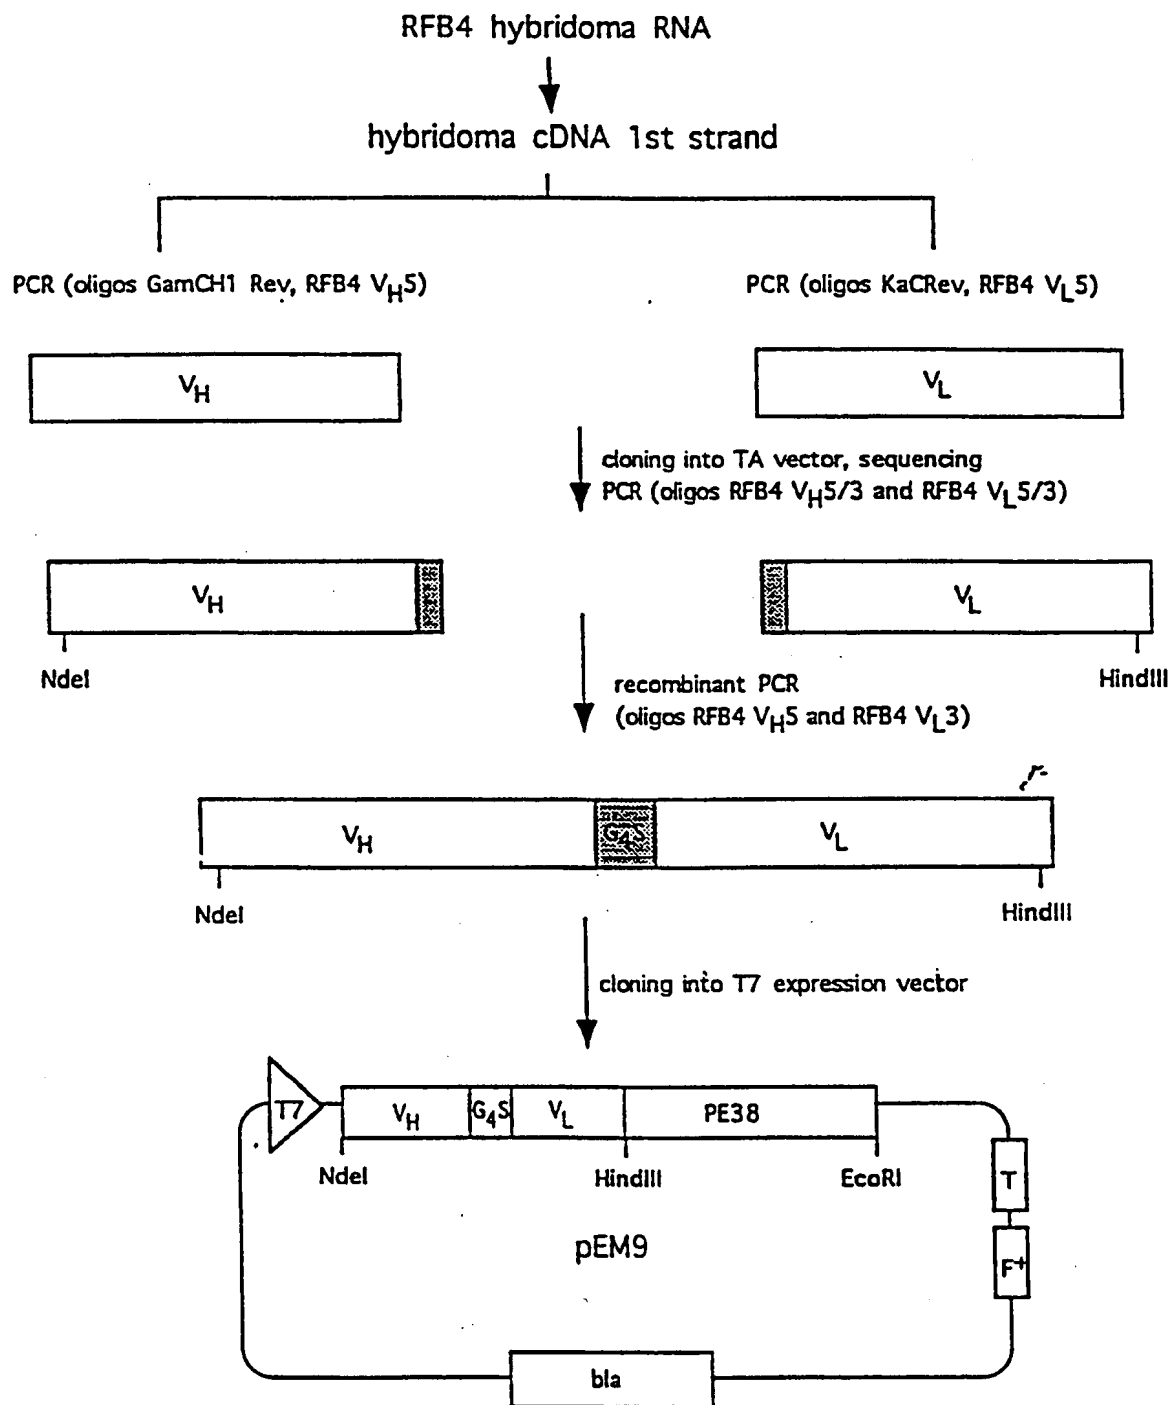 RFB4 hybridoma RNA
hybridoma cDNA 1st strand
PCR (oligos GamCH1 Rev, RFB4 VH5)
PCR (oligos KaCRev, RFB4 VL5)
VH
VL
cloning into TA vector, sequencing
PCR (oligos RFB4 VH5/3 and RFB4 VL5/3)
VH
VL
NdeI
HindIII
recombinant PCR
(oligos RFB4 VH5 and RFB4 VL3)
VH
G4S
VL
NdeI
HindIII
cloning into T7 expression vector
T7
VH
G4S
VL
PE38
NdeI
HindIII
EcoRI
T
pEM9
F+
bla